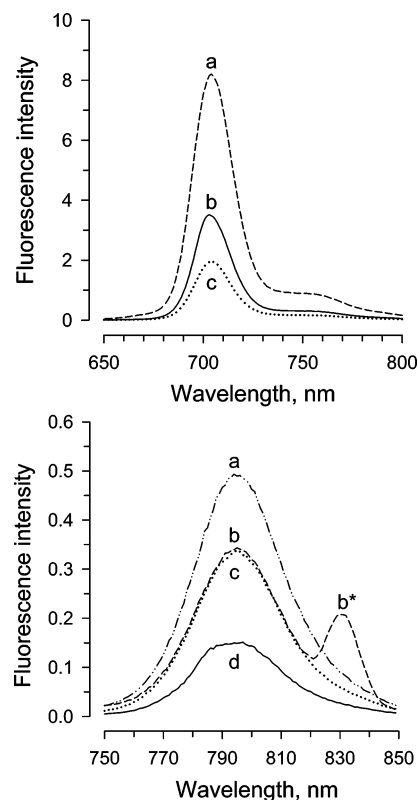 Fluorescence intensity
10
8
6
4
2
0
a
b
c
650 700 750 800
Wavelength, nm
Fluorescence intensity
0.6
0.5
0.4
0.3
0.2
0.1
0.0
a
b
c
b*
d
750 770 790 810 830 850
Wavelength, nm